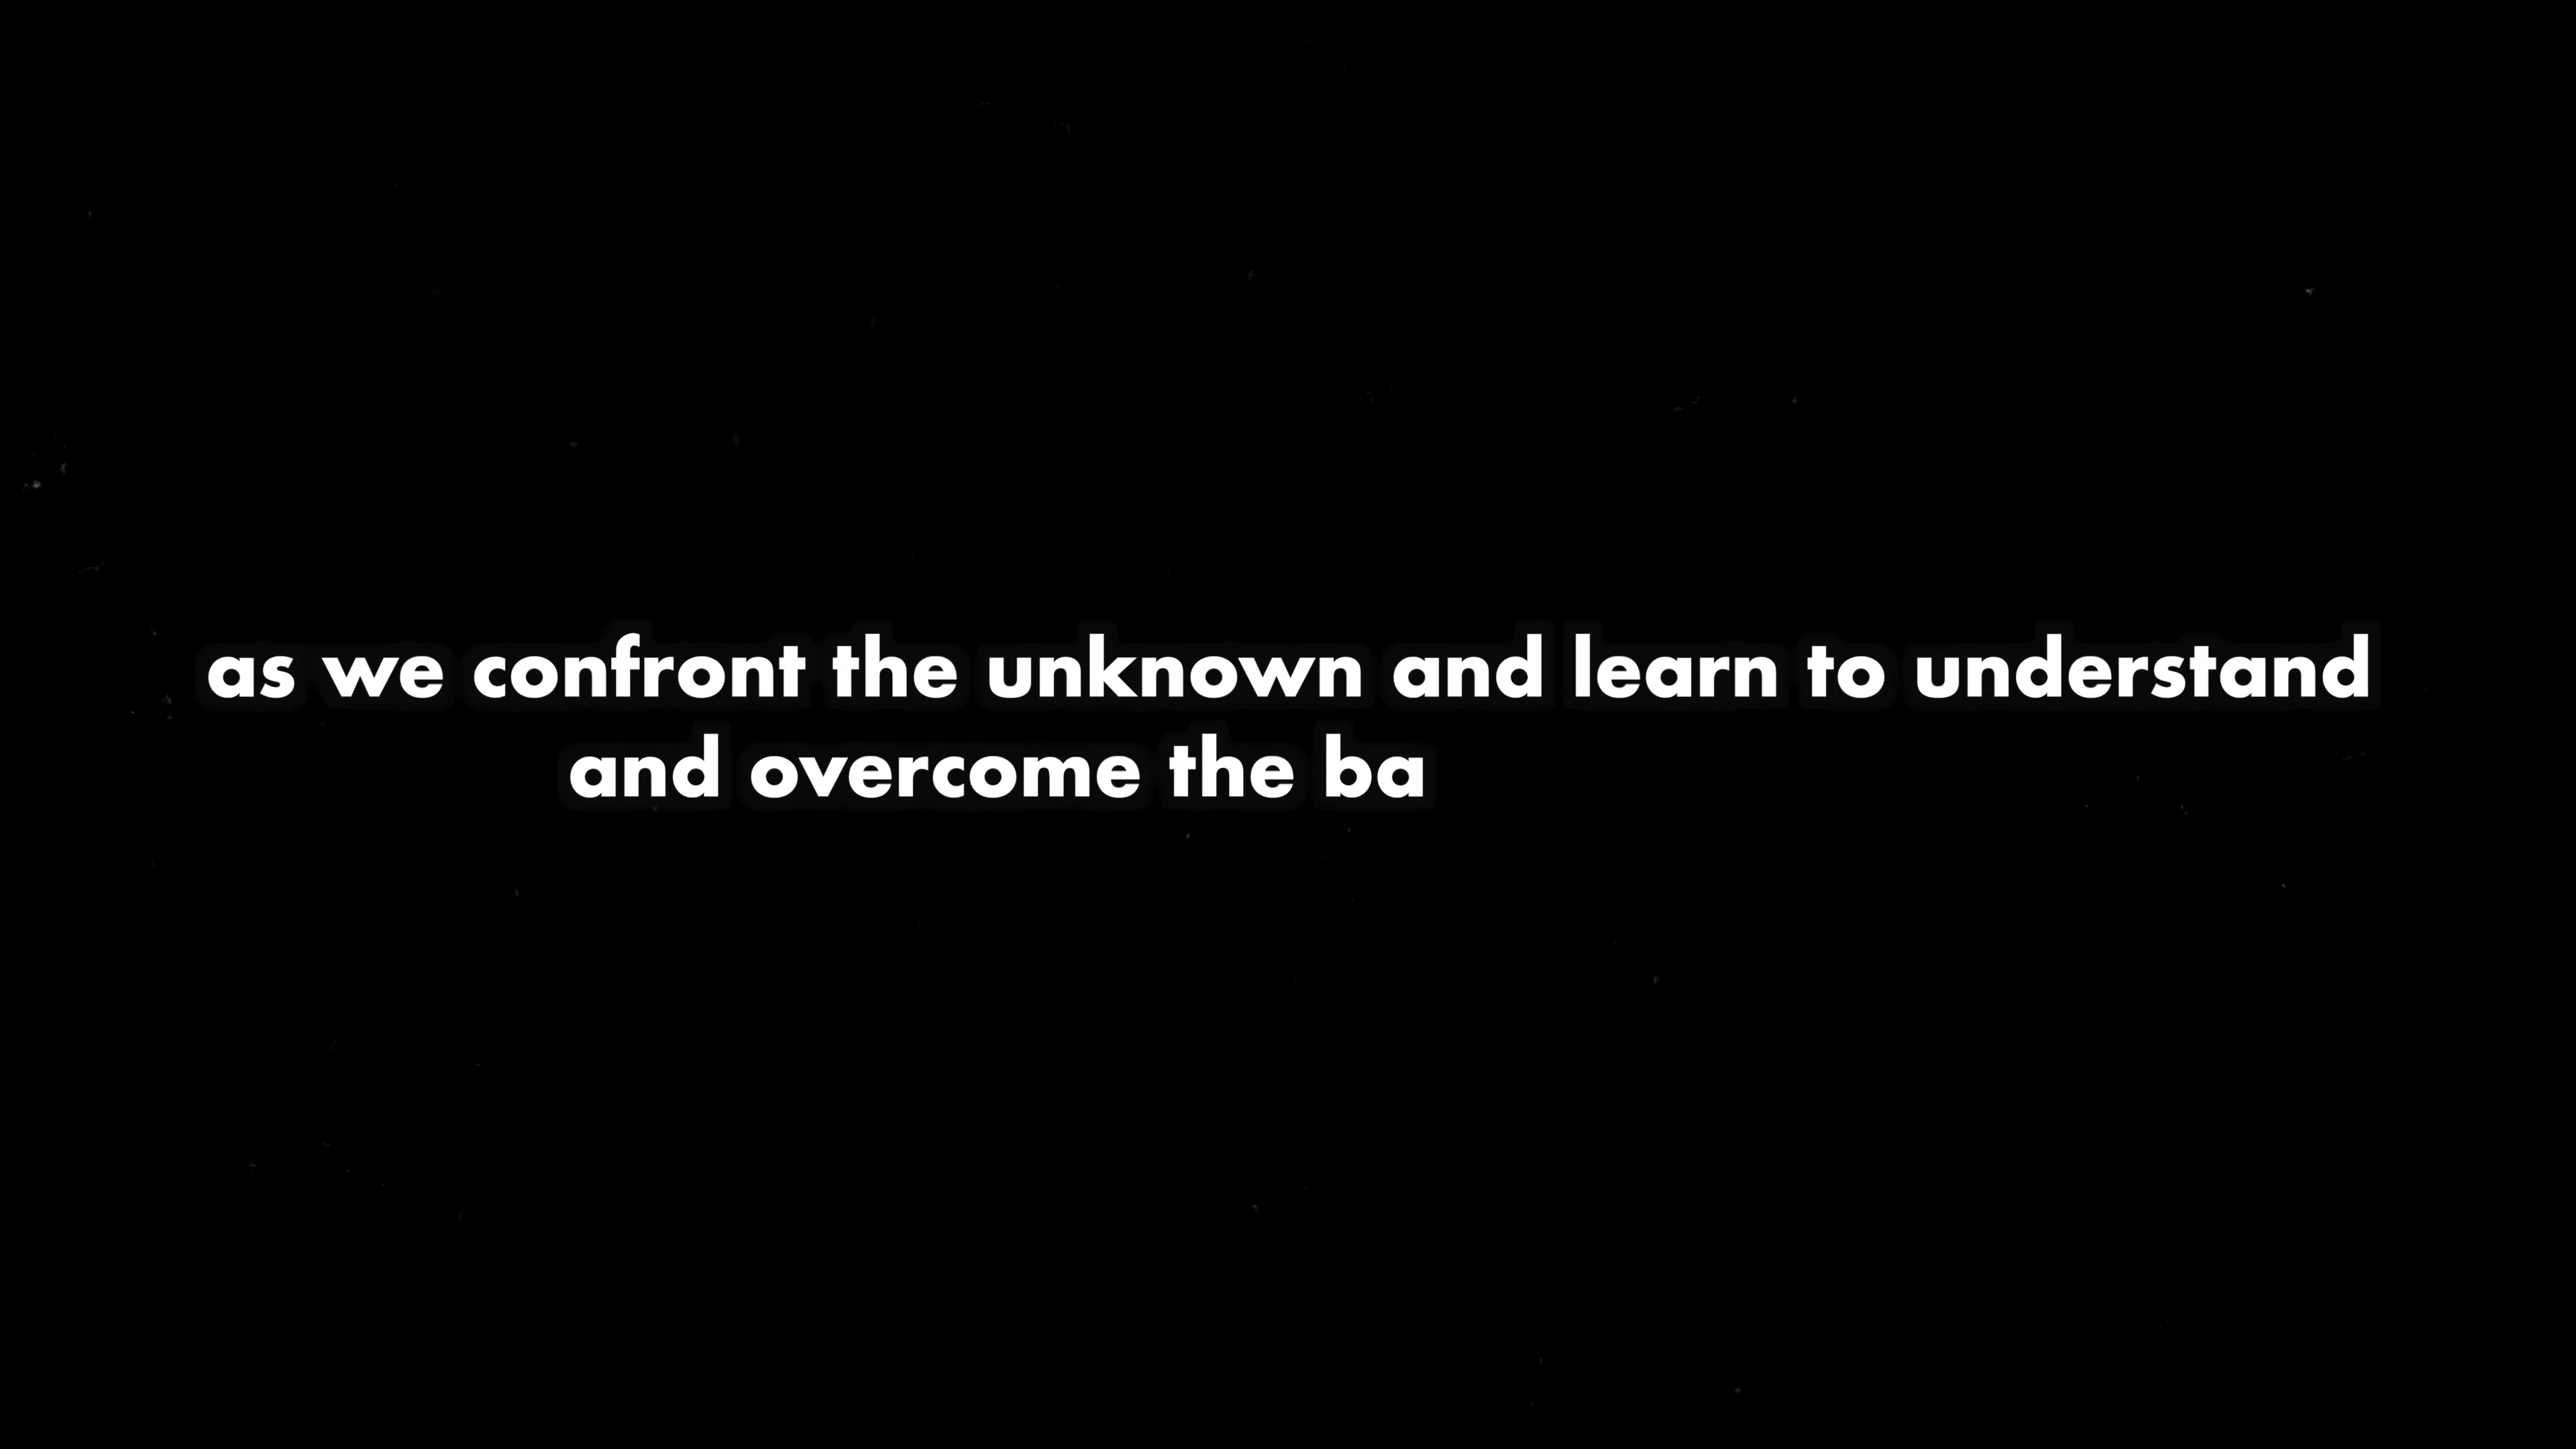 as we confront the unknown and learn to understand
and overcome the ba